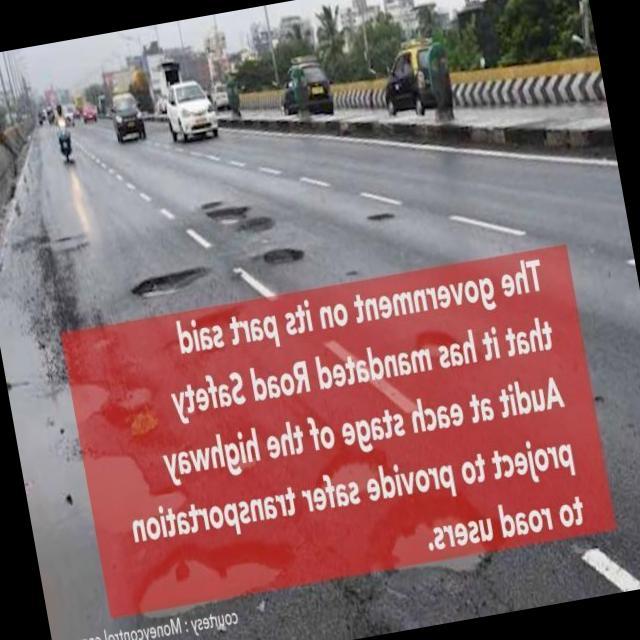 The government on its part said
that it has mandated Road Safety
Audit at each stage of the highway
project to provide safer transportation
to road users.
courtesy : Moneycontrol